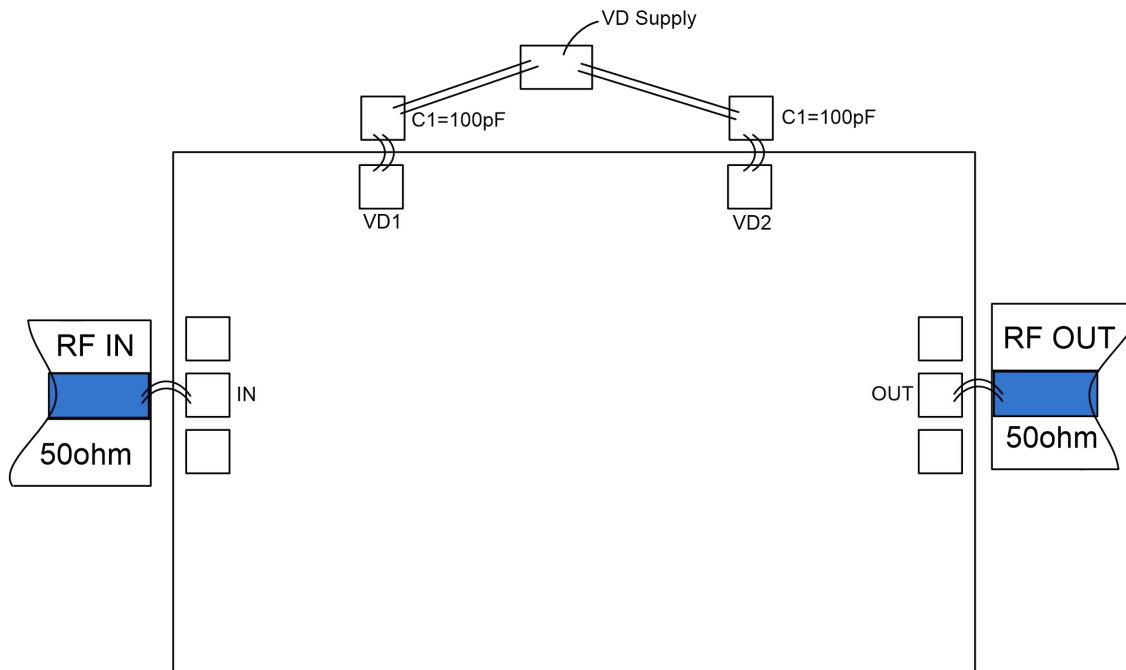 VD Supply
C1=100pF
C1=100pF
VD1
VD2
RF IN
50ohm
IN
OUT
RF OUT
50ohm